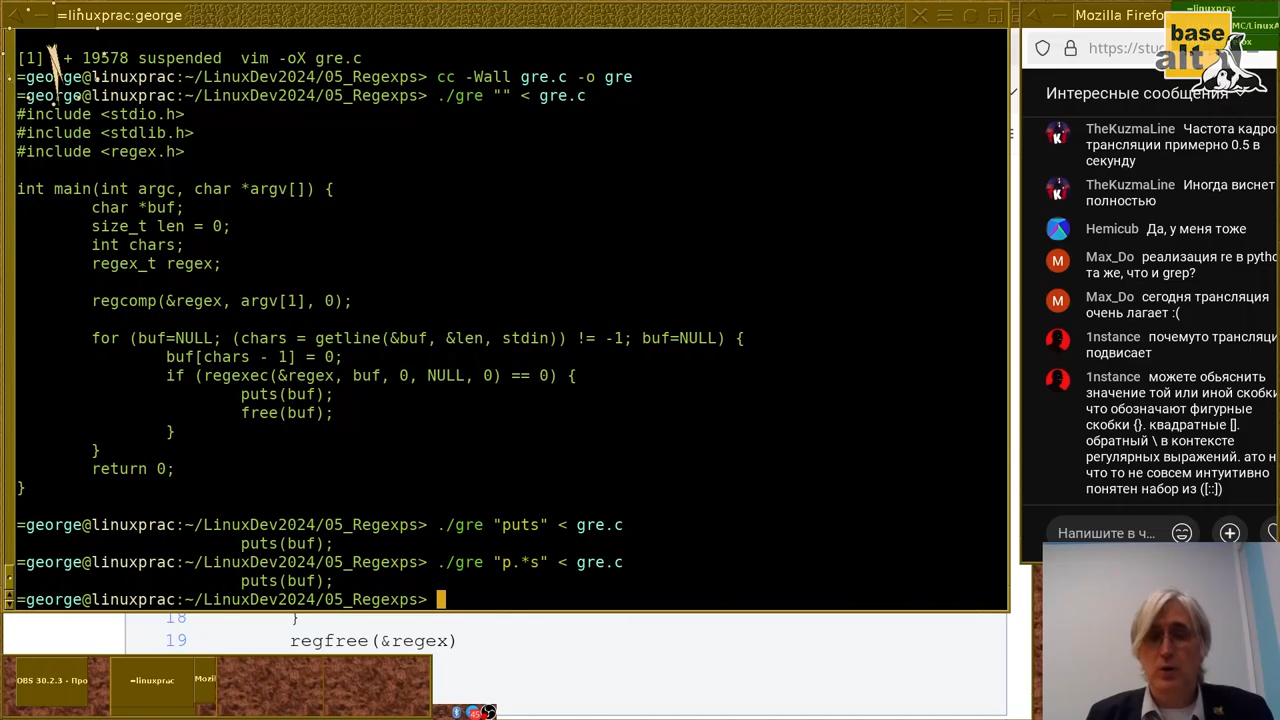 =linuxprac:george
[1]  + 19578 suspended  vim -oX gre.c
=george@linuxprac:~/LinuxDev2024/05_Regexps> cc -Wall gre.c -o gre
=george@linuxprac:~/LinuxDev2024/05_Regexps> ./gre "" < gre.c
#include <stdio.h>
#include <stdlib.h>
#include <regex.h>
int main(int argc, char *argv[]) {
char *buf;
size_t len = 0;
int chars;
regex_t regex;
regcomp(&regex, argv[1], 0);
for (buf=NULL; (chars = getline(&buf, &len, stdin)) != -1; buf=NULL) {
buf[chars - 1] = 0;
if (regexec(&regex, buf, 0, NULL, 0) == 0) {
puts(buf);
free(buf);
}
}
return 0;
}
=george@linuxprac:~/LinuxDev2024/05_Regexps> ./gre "puts" < gre.c
puts(buf);
=george@linuxprac:~/LinuxDev2024/05_Regexps> ./gre "p.*s" < gre.c
puts(buf);
=george@linuxprac:~/LinuxDev2024/05_Regexps>
18 }
19 regfree(&regex)
OBS 30.2.3 - Про
=linuxprac
Mozil
45
Mozilla Firefo
=linuxprac:george
MC/LinuxA
base
alt
https://stu
Интересные сообщения
TheKuzmaLine Частота кадро
трансляции примерно 0.5 в
секунду
TheKuzmaLine Иногда виснет
полностью
Hemicub Да, у меня тоже
Max_Do реализация re в pytho
та же, что и grep?
Max_Do сегодня трансляция
очень лагает :(
1nstance почемуто трансляци
подвисает
1nstance можете обьяснить
значение той или иной скобки
что обозначают фигурные
скобки {}. квадратные [].
обратный \ в контексте
регулярных выражений. ато н
что то не совсем интуитивно
понятен набор из ([::])
Напишите в ч...